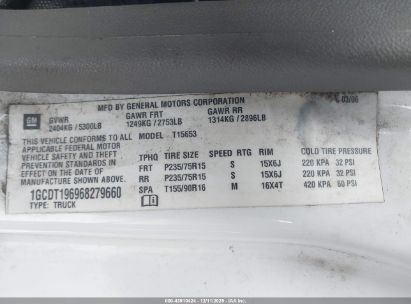 MFD BY GENERAL MOTORS CORPORATION
03/06
GM GVWR GAWR FRT GAWR RR
2404KG / 5300LB 1249KG / 2753LB 1314KG / 2896LB
THIS VEHICLE CONFORMS TO ALL MODEL: T15653
APPLICABLE FEDERAL MOTOR
VEHICLE SAFETY, BUMPER, AND
THEFT PREVENTION STANDARDS
IN EFFECT ON THE DATE OF
MANUFACTURE SHOWN ABOVE.
1GCDT196968279660
TYPE: TRUCK
TPHQ TIRE SIZE SPEED RTG RIM COLD TIRE PRESSURE
FRT P235/75R15 S 15X6J 220 KPA 32 PSI
RR P235/75R15 S 15X6J 220 KPA 32 PSI
SPA T155/90R16 M 16X4T 420 KPA 60 PSI